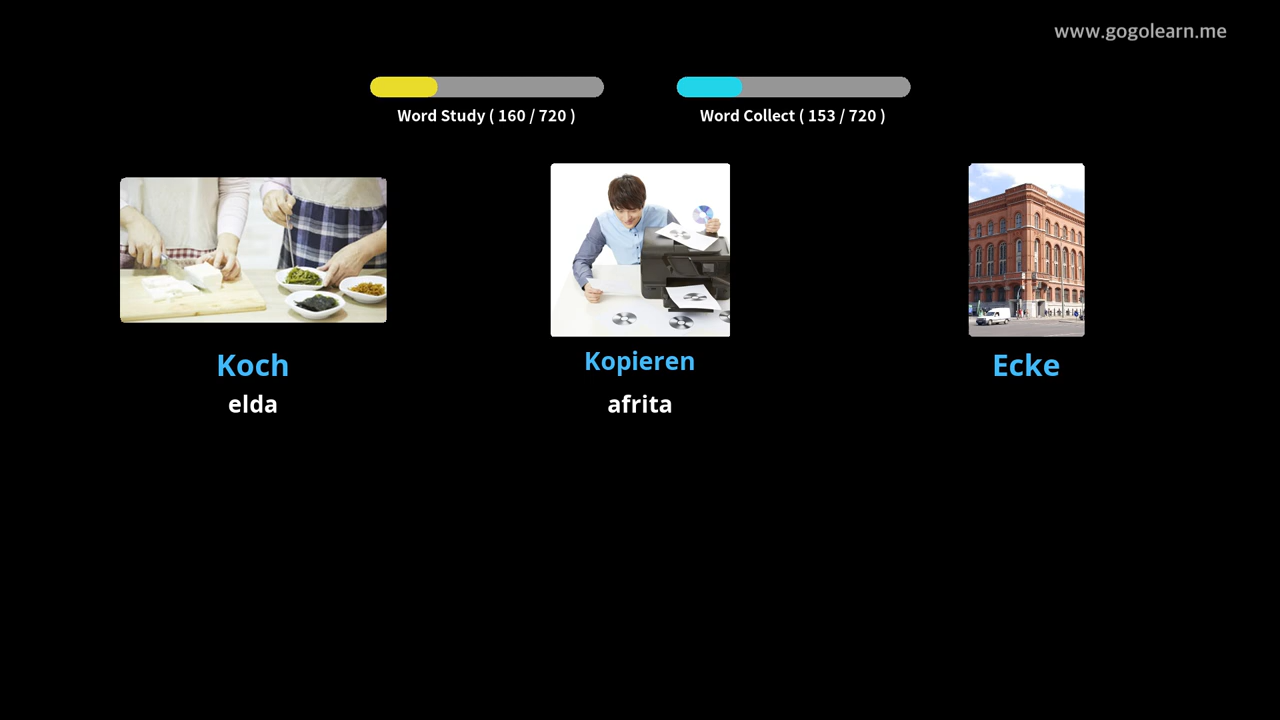 www.gogolearn.me
Word Study ( 160 / 720 )
Word Collect ( 153 / 720 )
Koch
elda
Kopieren
afrita
Ecke